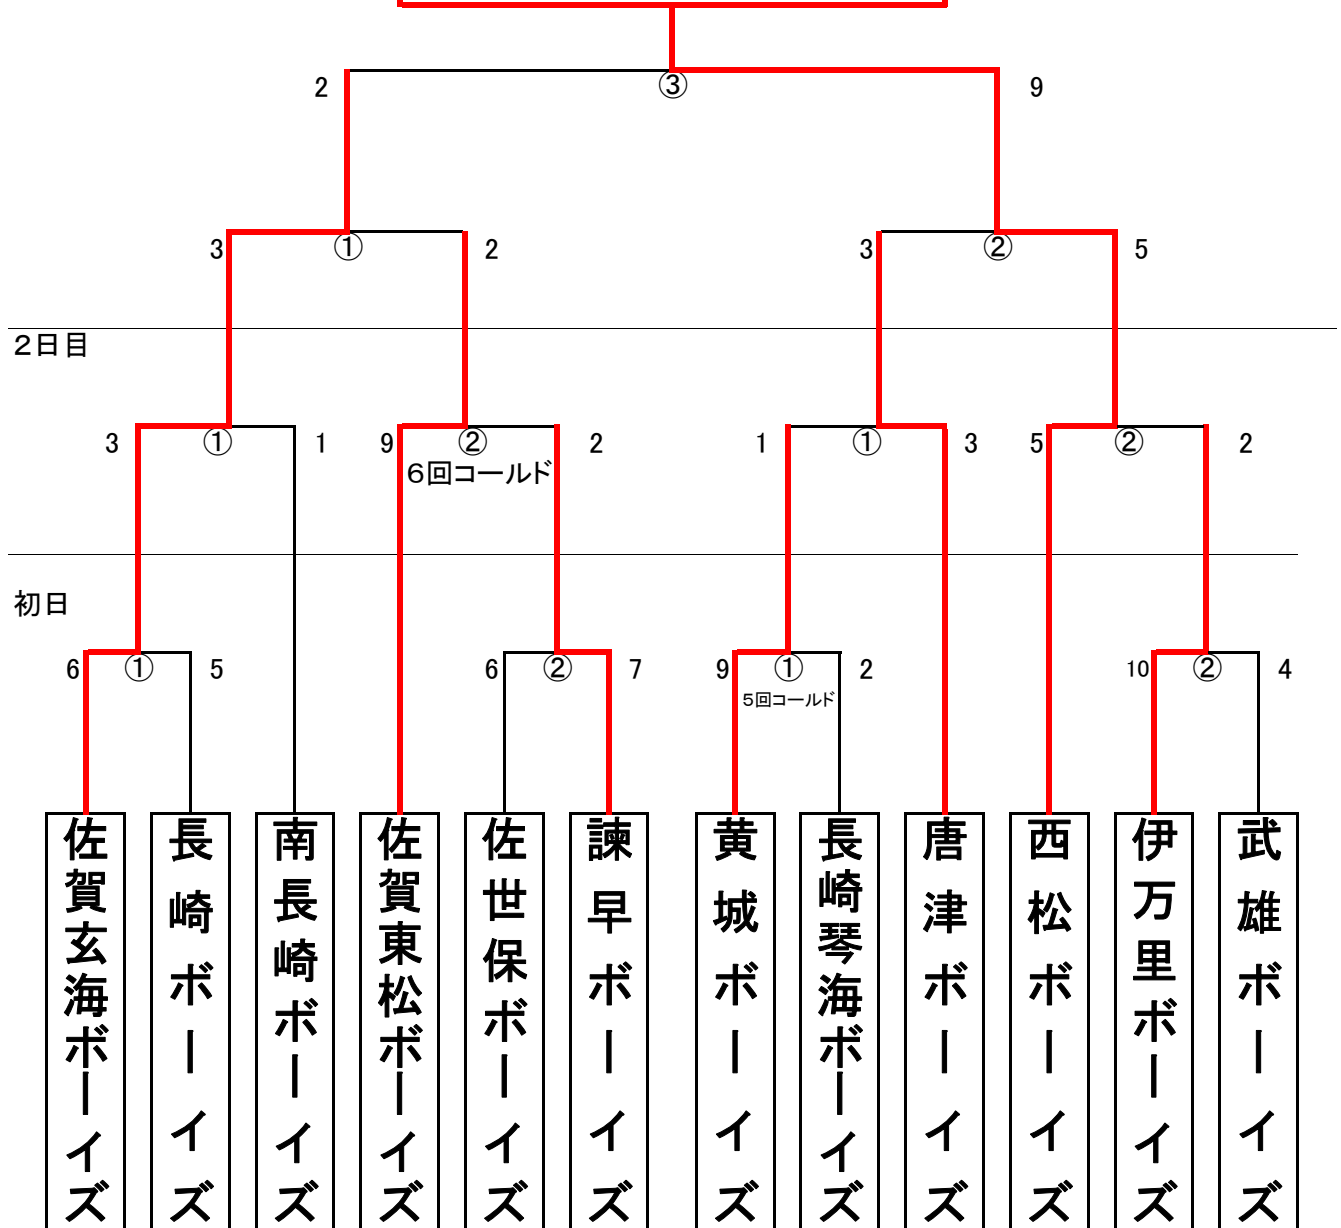 2 ③ 9
3 ① 2 3 ② 5
２日目
3 ① 1 9 ② 2 1 ① 3 5 ② 2
６回コールド
初日
6 ① 5 6 ② 7 9 ① 2 10 ② 4
５回コールド
佐賀玄海ボーイズ
長崎ボーイズ
南長崎ボーイズ
佐賀東松ボーイズ
佐世保ボーイズ
諫早ボーイズ
黄城ボーイズ
長崎琴海ボーイズ
唐津ボーイズ
西松ボーイズ
伊万里ボーイズ
武雄ボーイズ